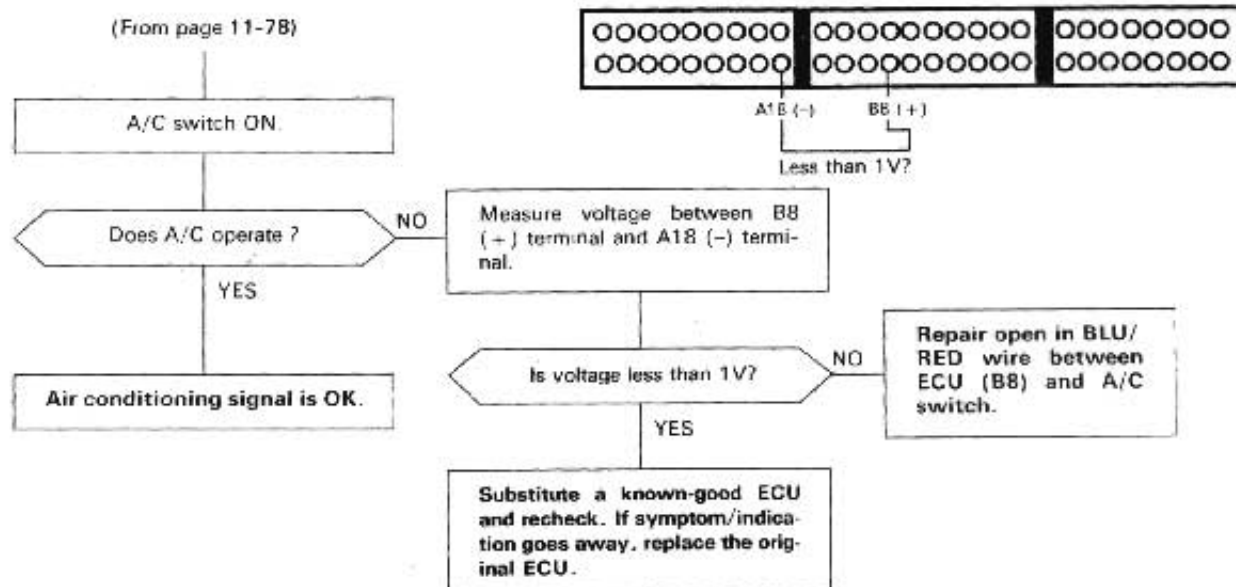 (From page 11-78)
A18 (–)
B8 (+)
Less than 1V?
A/C switch ON.
Does A/C operate ?
NO
YES
Measure voltage between B8
(+) terminal and A18 (–) termi-
nal.
Air conditioning signal is OK.
Is voltage less than 1V?
NO
YES
Repair open in BLU/
RED wire between
ECU (B8) and A/C
switch.
Substitute a known-good ECU
and recheck. If symptom/indica-
tion goes away, replace the orig-
inal ECU.